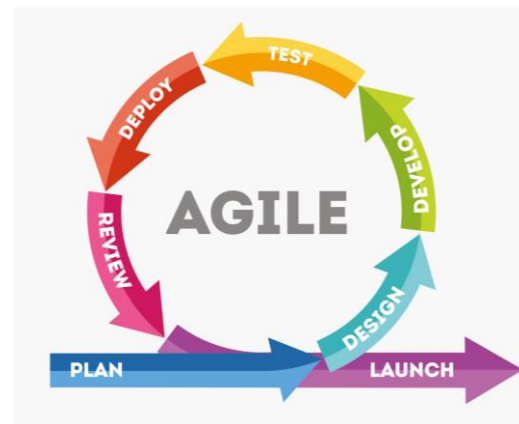 TEST
DEPLOY
DEVELOP
AGILE
REVIEW
DESIGN
PLAN
LAUNCH